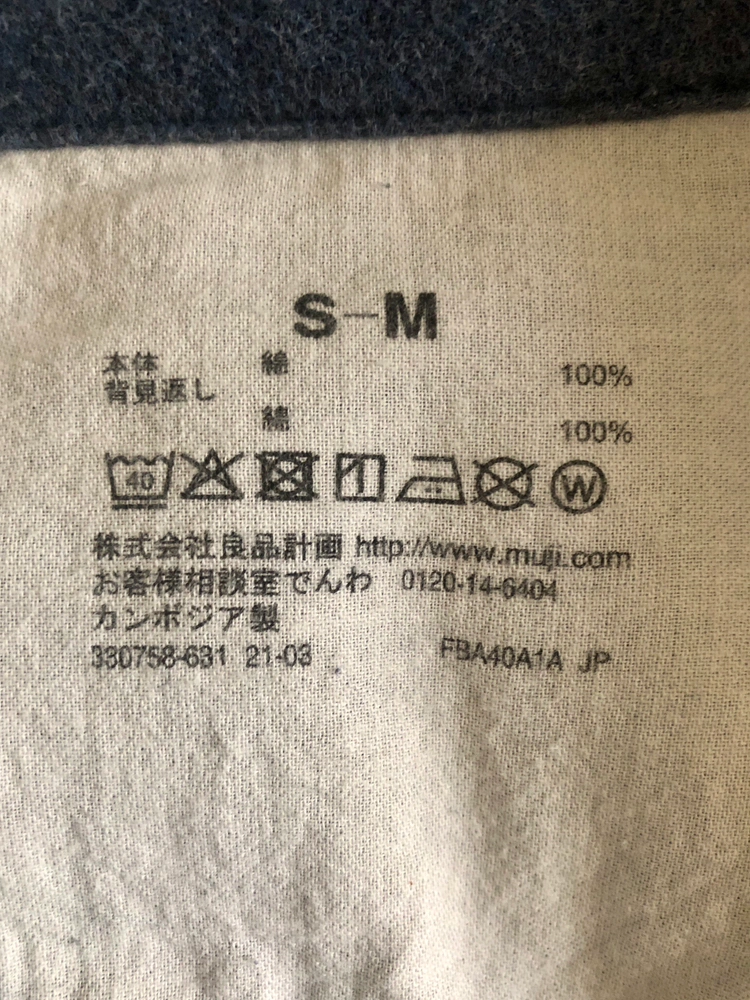 S-M
本体 綿 100%
背見返し
綿 100%
40
W
株式会社良品計画 http://www.muji.com
お客様相談室でんわ 0120-14-6404
カンボジア製
330758-631 21-03 FBA40A1A JP